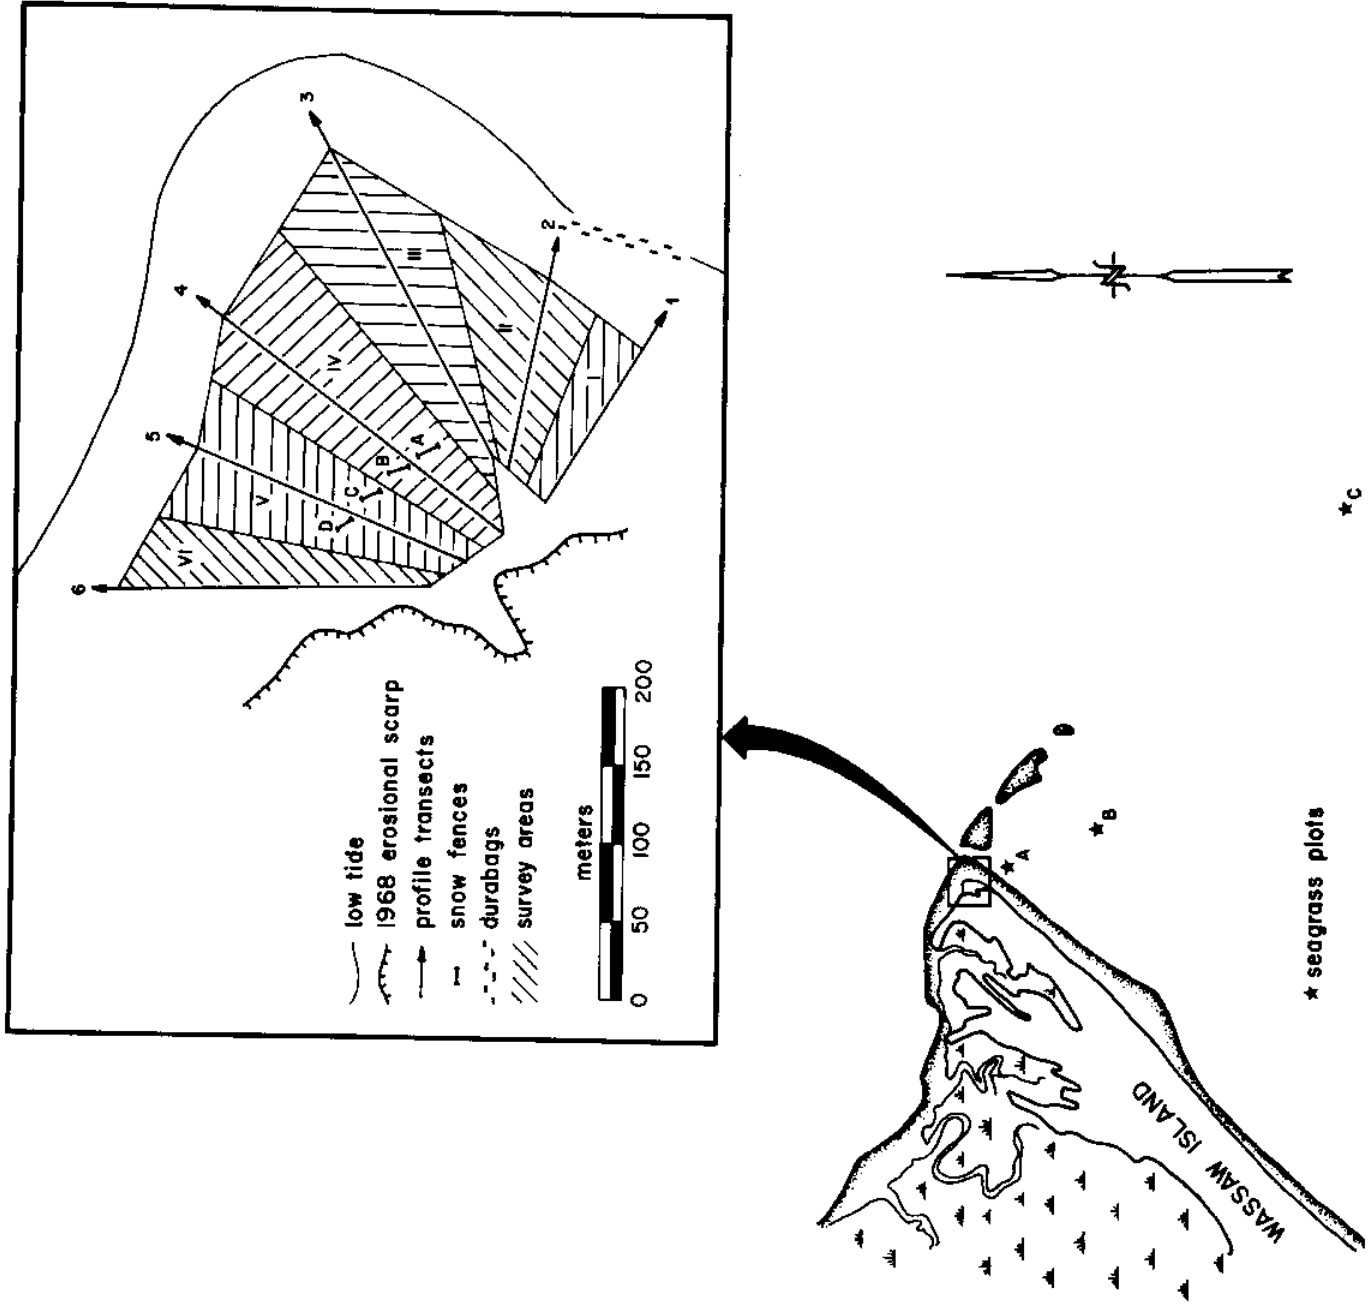 6
5
4
3
2
1
VI
V
IV
III
II
I
D
C
B
A
low tide
1968 erosional scarp
profile transects
snow fences
durabags
survey areas
meters
0 50 100 150 200
N
WASSAW ISLAND
A
B
C
★ seagrass plots